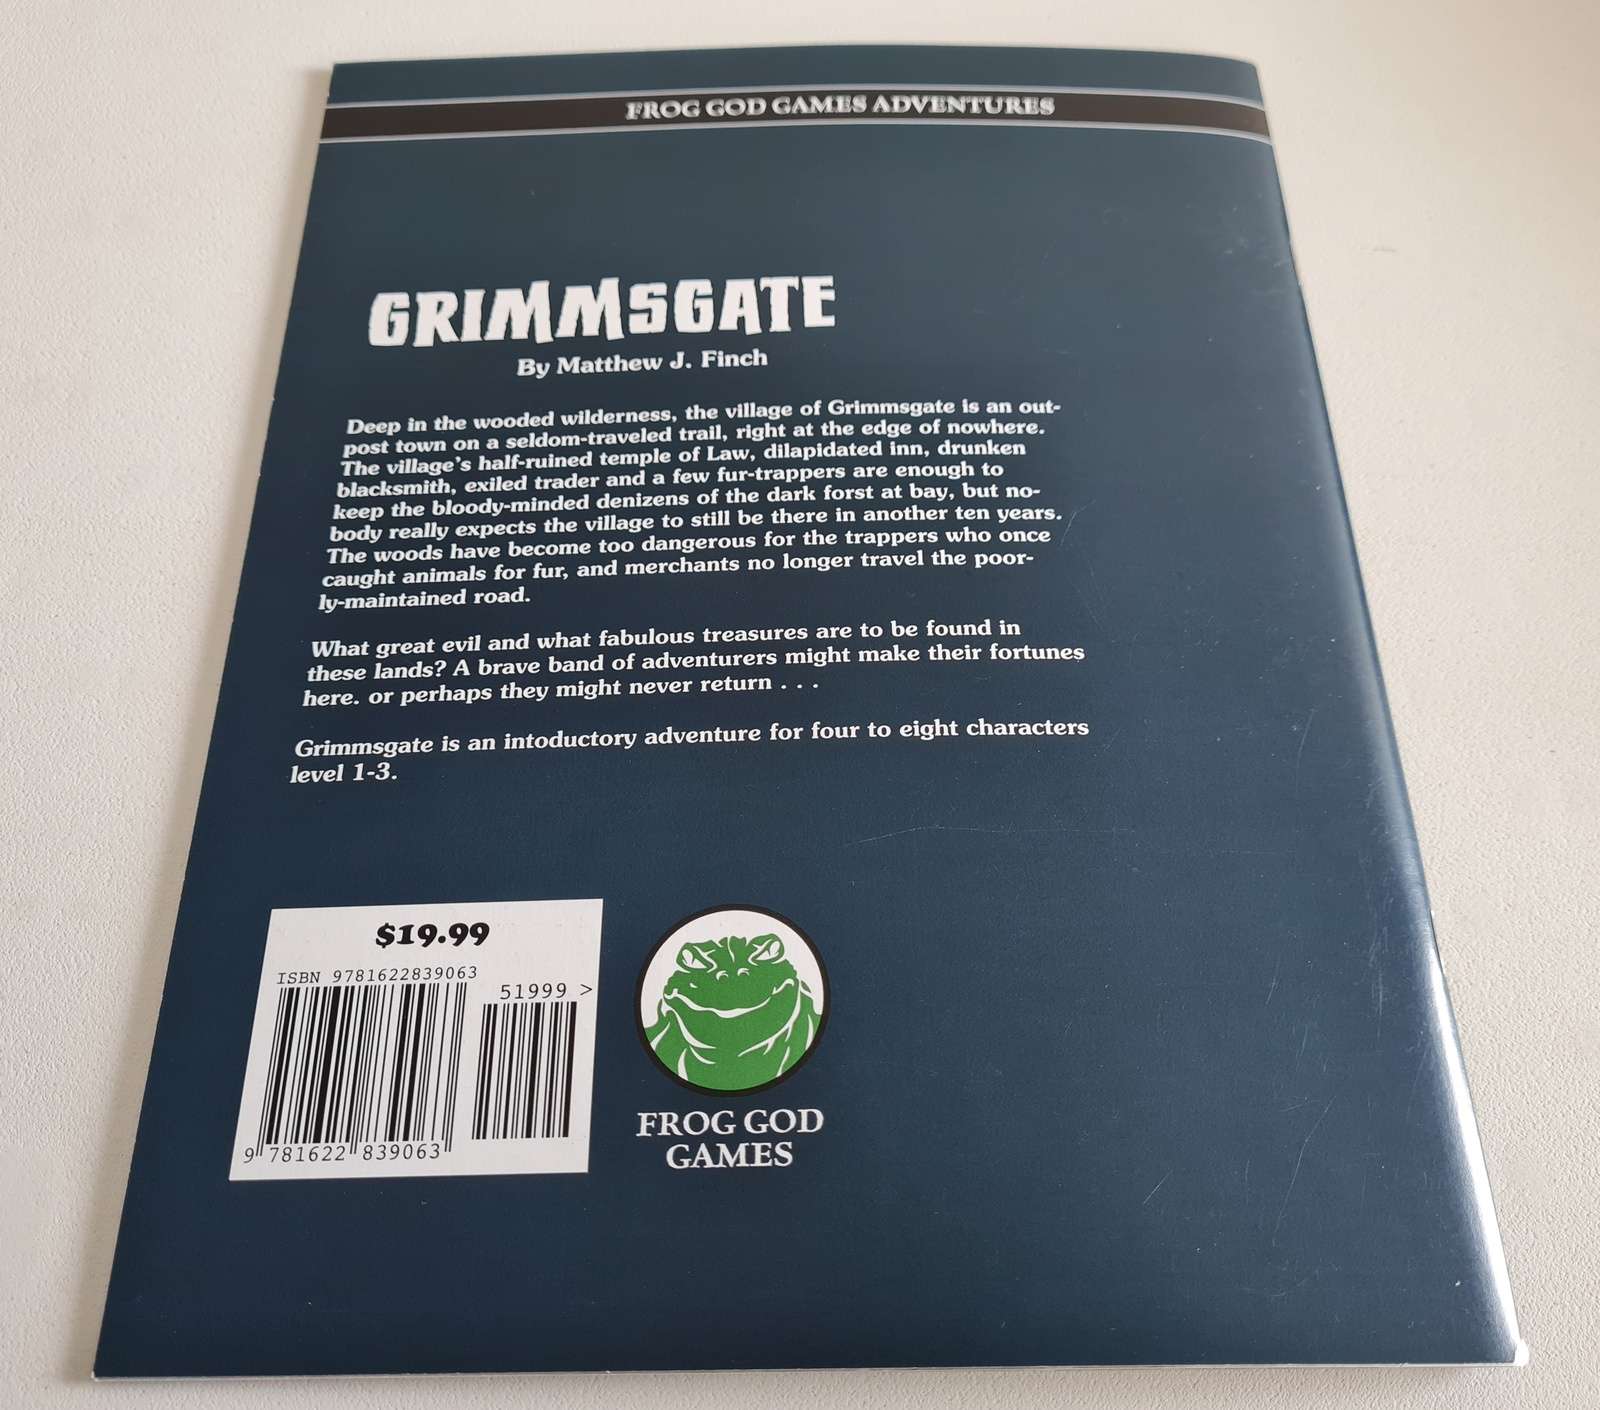 FROG GOD GAMES ADVENTURES
GRIMMSGATE
By Matthew J. Finch
Deep in the wooded wilderness, the village of Grimmsgate is an out-
post town on a seldom-traveled trail, right at the edge of nowhere.
The village's half-ruined temple of Law, dilapidated inn, drunken
blacksmith, exiled trader and a few fur-trappers are enough to
keep the bloody-minded denizens of the dark forst at bay, but no-
body really expects the village to still be there in another ten years.
The woods have become too dangerous for the trappers who once
caught animals for fur, and merchants no longer travel the poor-
ly-maintained road.
What great evil and what fabulous treasures are to be found in
these lands? A brave band of adventurers might make their fortunes
here. or perhaps they might never return . . .
Grimmsgate is an intoductory adventure for four to eight characters
level 1-3.
$19.99
ISBN 9781622839063
51999 >
9 781622 839063
FROG GOD
GAMES